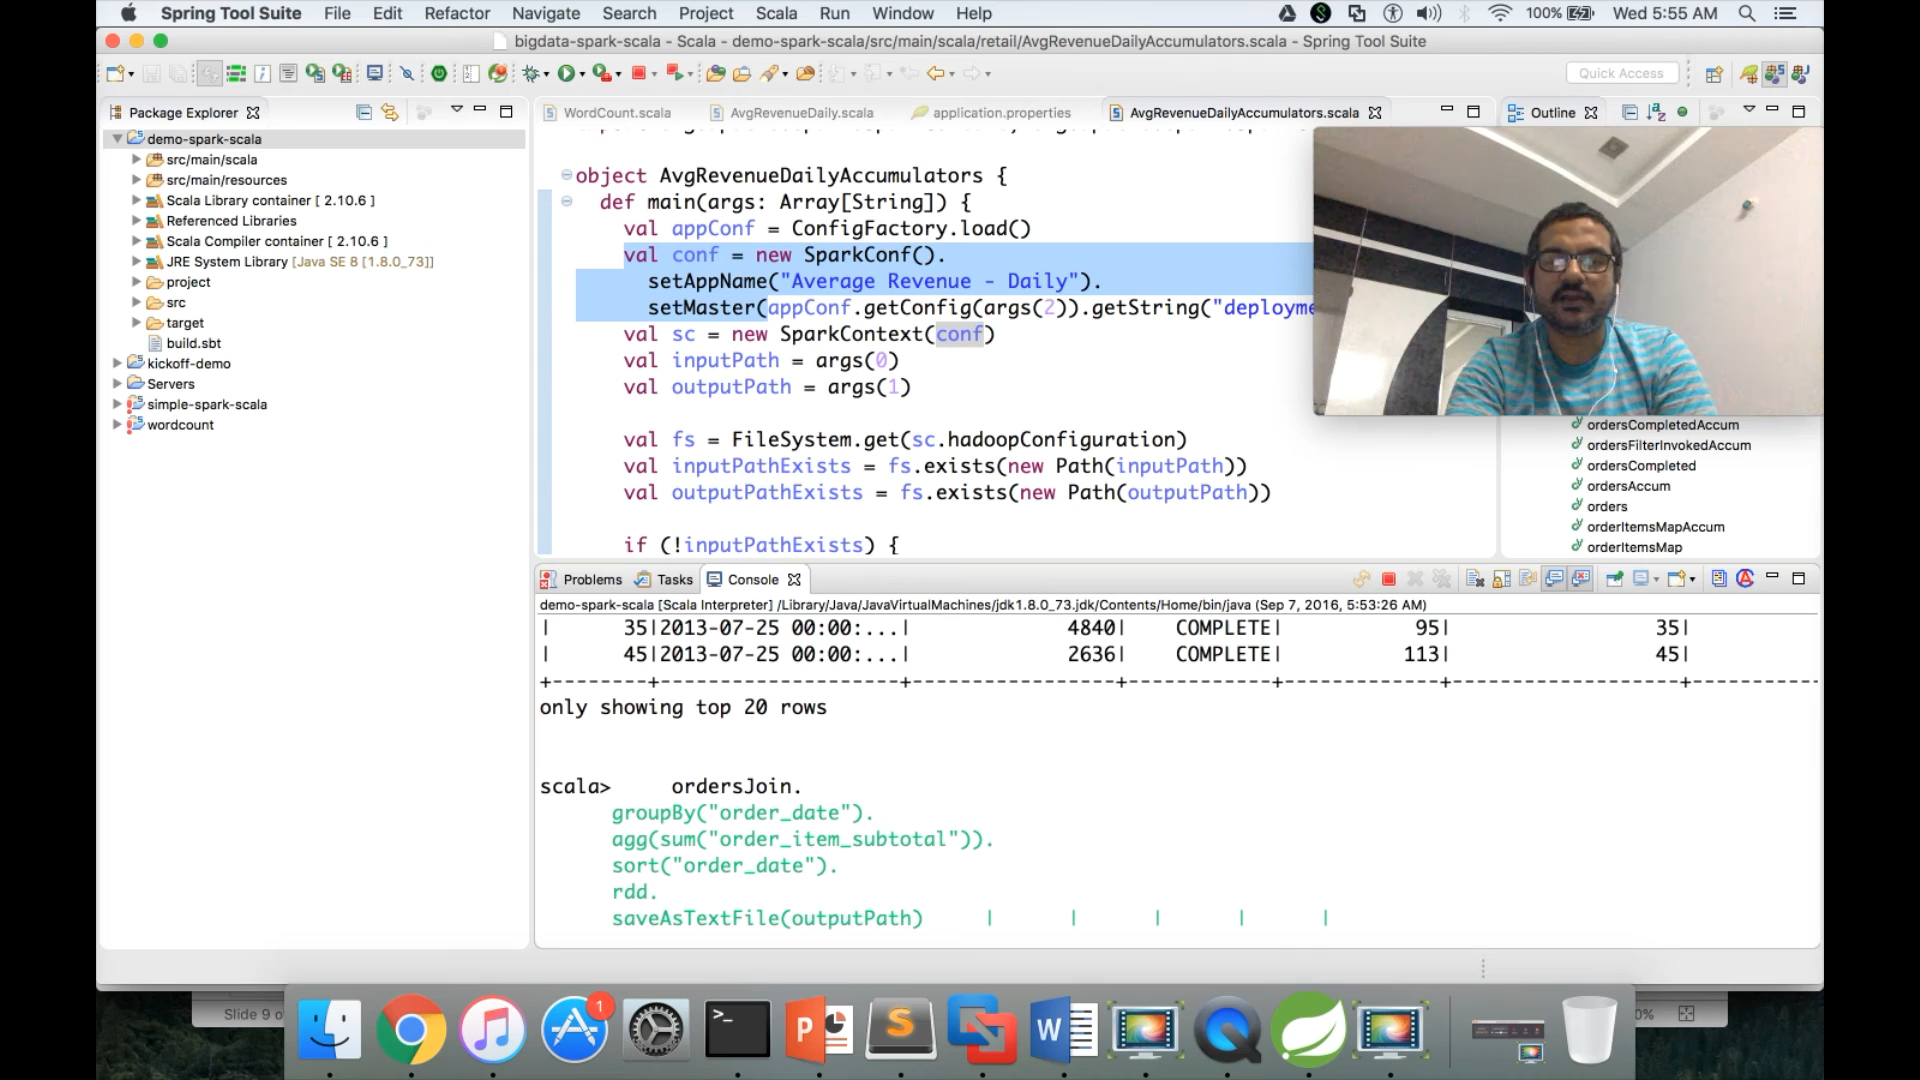 Spring Tool Suite File Edit Refactor Navigate Search Project Scala Run Window Help 100% Wed 5:55 AM
bigdata-spark-scala - Scala - demo-spark-scala/src/main/scala/retail/AvgRevenueDailyAccumulators.scala - Spring Tool Suite
Quick Access
Package Explorer
demo-spark-scala
src/main/scala
src/main/resources
Scala Library container [ 2.10.6 ]
Referenced Libraries
Scala Compiler container [ 2.10.6 ]
JRE System Library [Java SE 8 [1.8.0_73]]
project
src
target
build.sbt
kickoff-demo
Servers
simple-spark-scala
wordcount
WordCount.scala AvgRevenueDaily.scala application.properties AvgRevenueDailyAccumulators.scala
object AvgRevenueDailyAccumulators {
def main(args: Array[String]) {
val appConf = ConfigFactory.load()
val conf = new SparkConf().
setAppName("Average Revenue - Daily").
setMaster(appConf.getConfig(args(2)).getString("deployme
val sc = new SparkContext(conf)
val inputPath = args(0)
val outputPath = args(1)
val fs = FileSystem.get(sc.hadoopConfiguration)
val inputPathExists = fs.exists(new Path(inputPath))
val outputPathExists = fs.exists(new Path(outputPath))
if (!inputPathExists) {
Outline
ordersCompletedAccum
ordersFilterInvokedAccum
ordersCompleted
ordersAccum
orders
orderItemsMapAccum
orderItemsMap
Problems Tasks Console
demo-spark-scala [Scala Interpreter] /Library/Java/JavaVirtualMachines/jdk1.8.0_73.jdk/Contents/Home/bin/java (Sep 7, 2016, 5:53:26 AM)
| 35|2013-07-25 00:00:...| 4840| COMPLETE| 95| 35|
| 45|2013-07-25 00:00:...| 2636| COMPLETE| 113| 45|
+--------+--------------------+-----------------+------------+-------------+-------------------+-----------
only showing top 20 rows
scala> ordersJoin.
groupBy("order_date").
agg(sum("order_item_subtotal")).
sort("order_date").
rdd.
saveAsTextFile(outputPath) | | | | |
Slide 9 o
0%
1